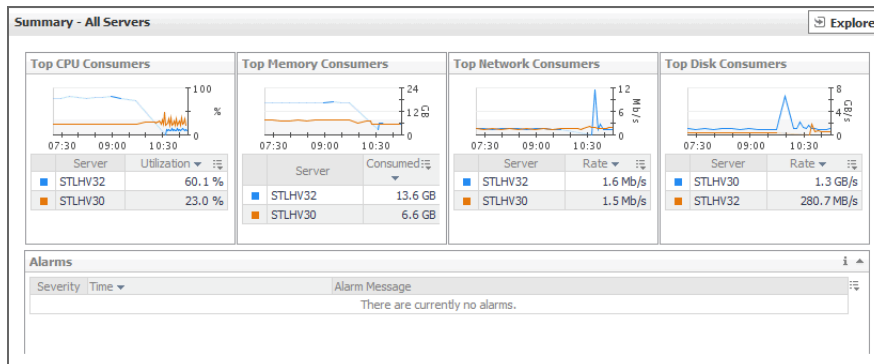 Summary - All Servers
Explore
Top CPU Consumers
100
%
0
07:30 09:00 10:30
Server Utilization
STLHV32 60.1 %
STLHV30 23.0 %
Top Memory Consumers
24
12
GB
0
07:30 09:00 10:30
Server Consumed
STLHV32 13.6 GB
STLHV30 6.6 GB
Top Network Consumers
12
6
Mb/s
0
07:30 09:00 10:30
Server Rate
STLHV32 1.6 Mb/s
STLHV30 1.5 Mb/s
Top Disk Consumers
8
4
GB/s
0
07:30 09:00 10:30
Server Rate
STLHV30 1.3 GB/s
STLHV32 280.7 MB/s
Alarms
i
Severity Time Alarm Message
There are currently no alarms.